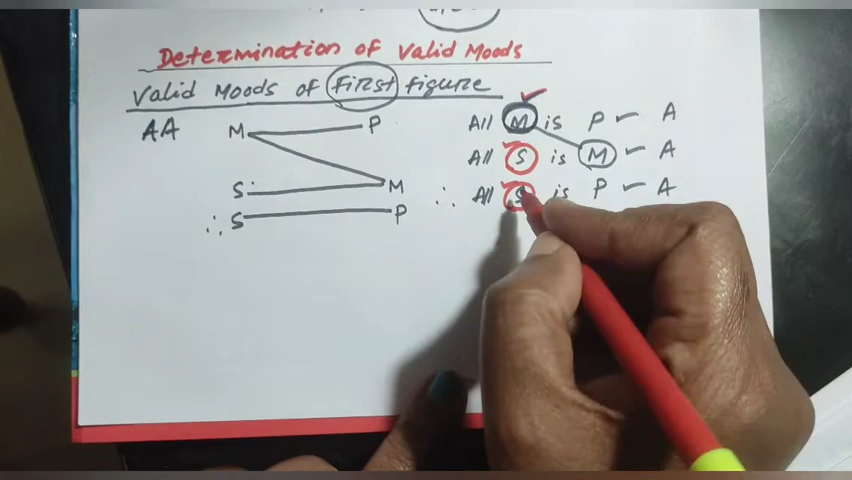 Determination of valid Moods
Valid Moods of first figure
AA M P All M is P A
All S is M A
S M
∴ All S is P A
∴ S P